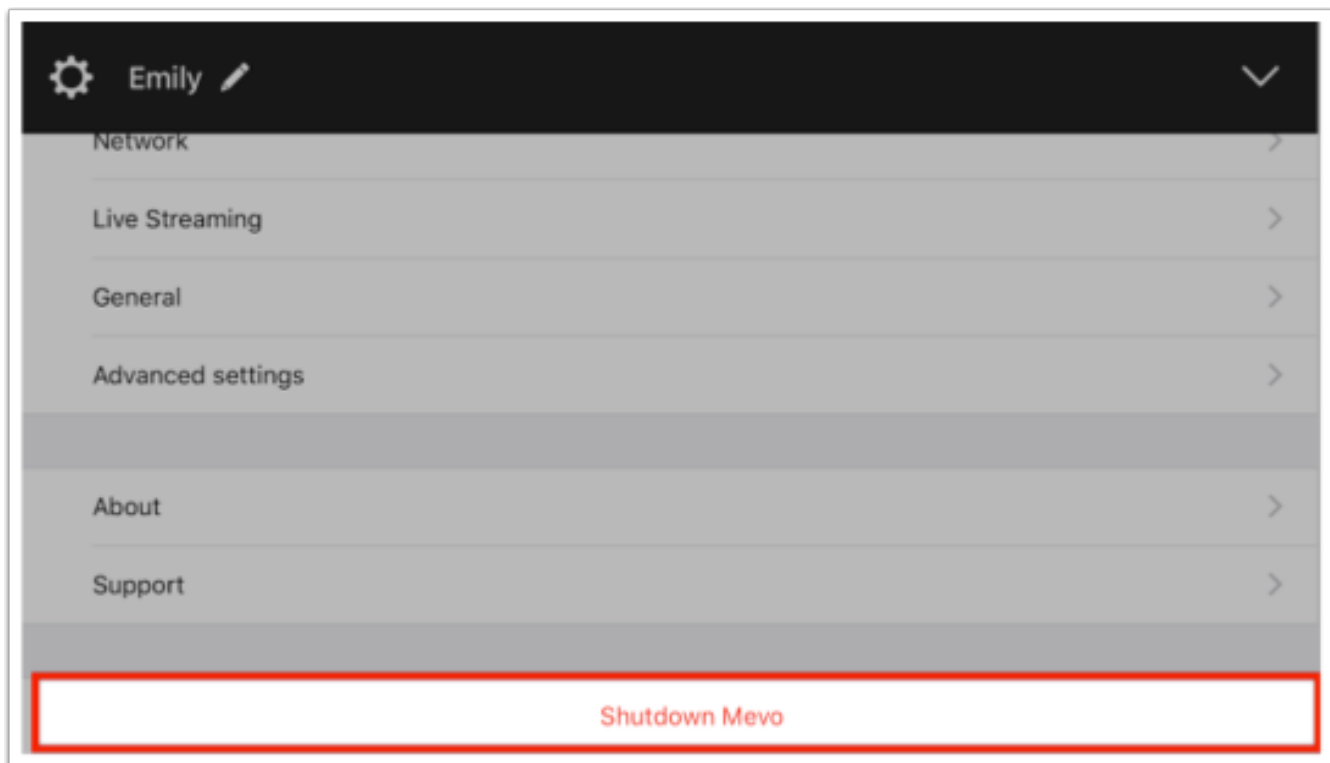 Emily
Network
Live Streaming
General
Advanced settings
About
Support
Shutdown Mevo